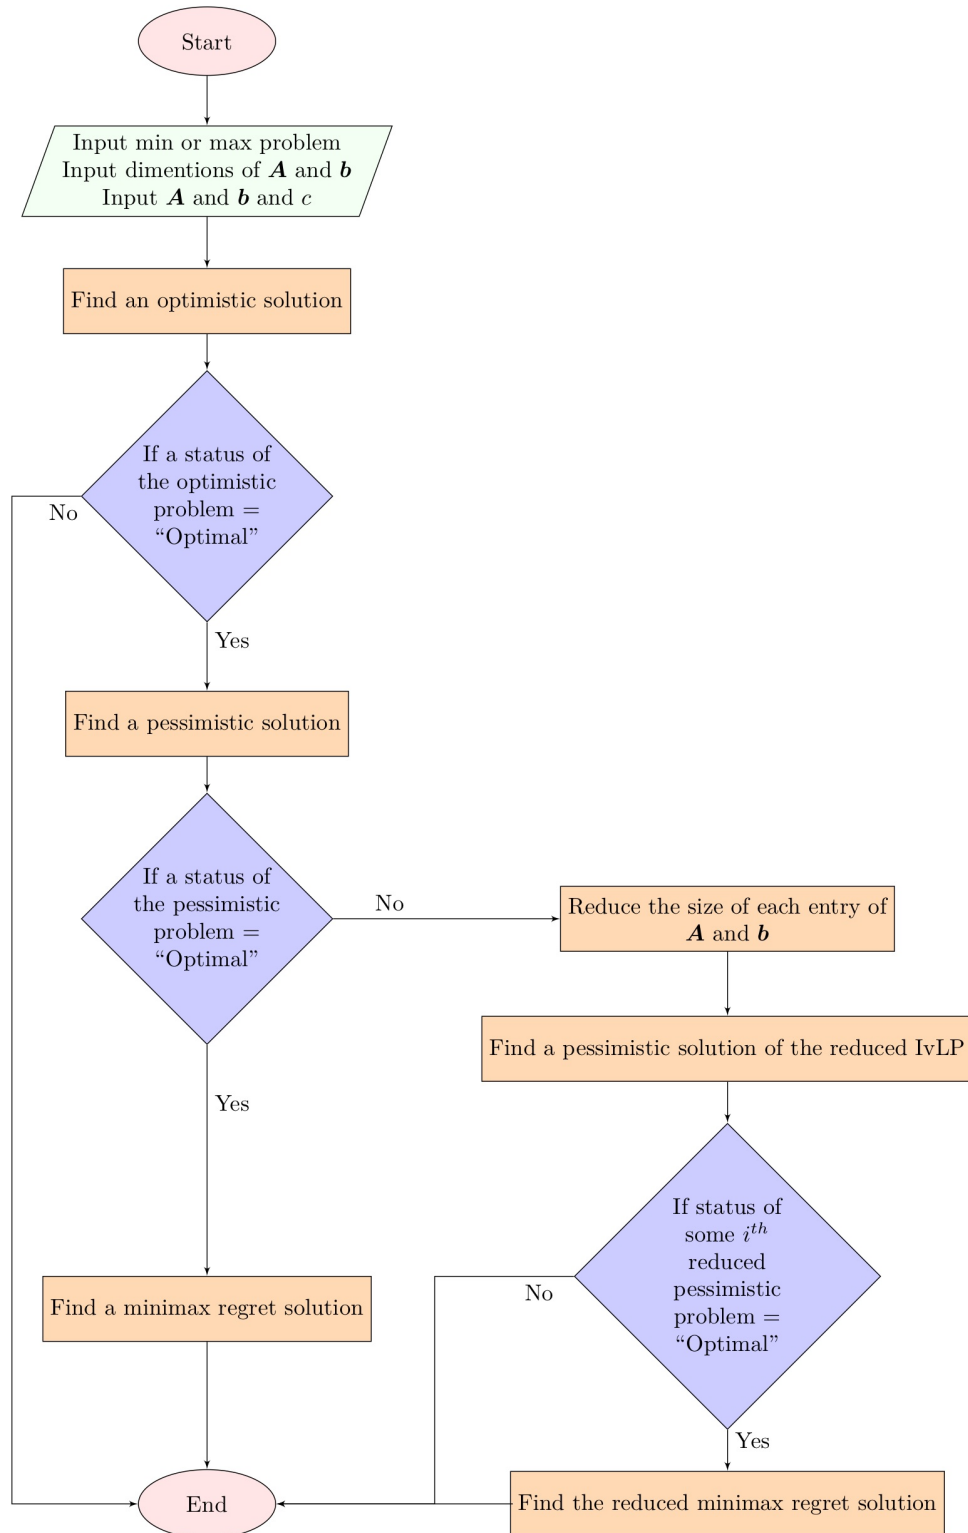 Start
Input min or max problem
Input dimentions of A and b
Input A and b and c
Find an optimistic solution
If a status of
the optimistic
problem =
“Optimal”
No
Yes
Find a pessimistic solution
If a status of
the pessimistic
problem =
“Optimal”
No
Reduce the size of each entry of
A and b
Find a pessimistic solution of the reduced IvLP
Yes
If status of
some i^th
reduced
pessimistic
problem =
“Optimal”
No
Find a minimax regret solution
Yes
End
Find the reduced minimax regret solution